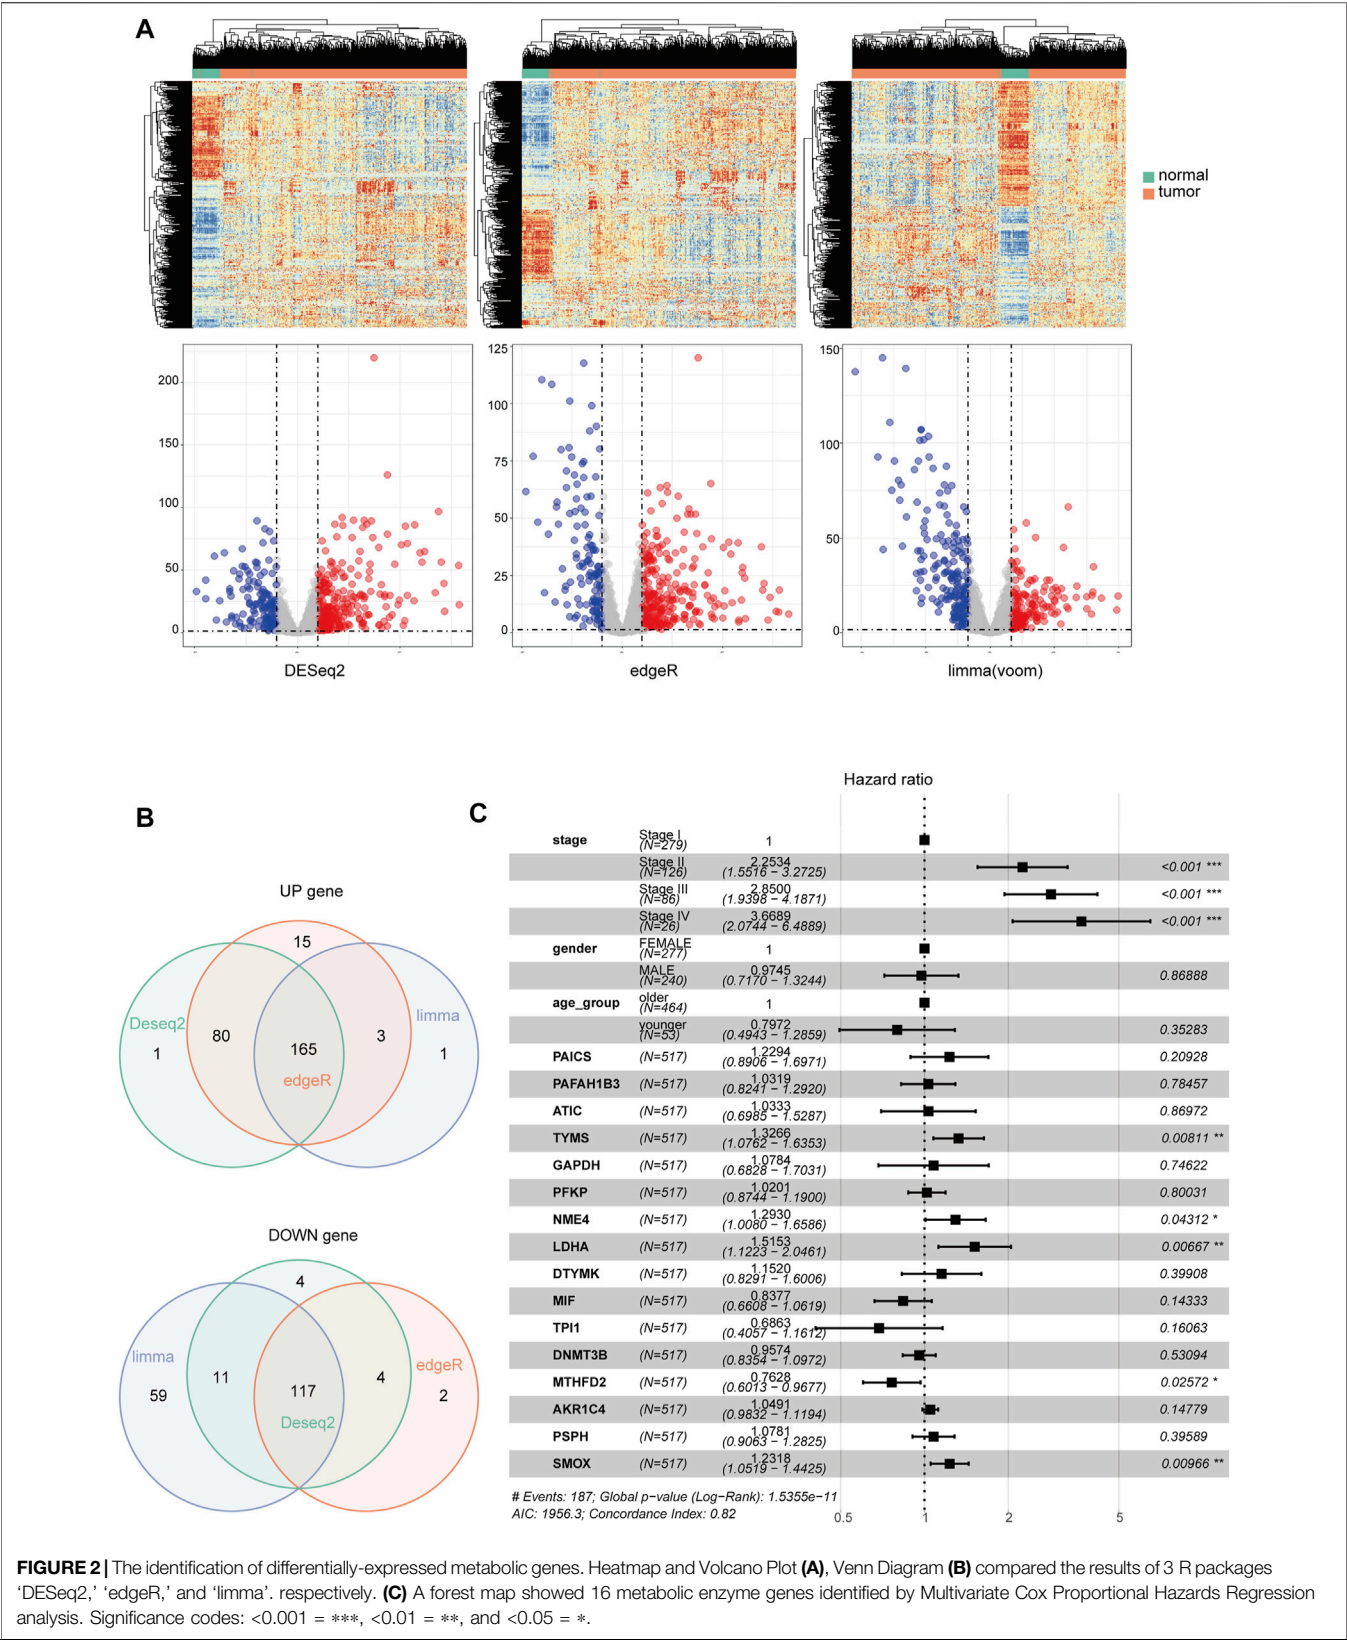 A
normal
tumor
200
150
100
50
0
DESeq2
125
100
75
50
25
0
edgeR
150
100
50
0
limma(voom)
B
UP gene
15
Deseq2
limma
80
3
1
165
1
edgeR
DOWN gene
4
limma
edgeR
11
4
59
117
2
Deseq2
C
Hazard ratio
stage Stage I (N=279) 1
Stage II (N=126) 2.2534 (1.5516 − 3.2725) <0.001 ***
Stage III (N=86) 2.8500 (1.9398 − 4.1871) <0.001 ***
Stage IV (N=26) 3.6689 (2.0744 − 6.4889) <0.001 ***
gender FEMALE (N=277) 1
MALE (N=240) 0.9745 (0.7170 − 1.3244) 0.86888
age_group older (N=464) 1
younger (N=53) 0.7972 (0.4943 − 1.2859) 0.35283
PAICS (N=517) 1.2294 (0.8906 − 1.6971) 0.20928
PAFAH1B3 (N=517) 1.0319 (0.8241 − 1.2920) 0.78457
ATIC (N=517) 1.0333 (0.6985 − 1.5287) 0.86972
TYMS (N=517) 1.3266 (1.0762 − 1.6353) 0.00811 **
GAPDH (N=517) 1.0784 (0.6828 − 1.7031) 0.74622
PFKP (N=517) 1.0201 (0.8744 − 1.1900) 0.80031
NME4 (N=517) 1.2930 (1.0080 − 1.6586) 0.04312 *
LDHA (N=517) 1.5153 (1.1223 − 2.0461) 0.00667 **
DTYMK (N=517) 1.1520 (0.8291 − 1.6006) 0.39908
MIF (N=517) 0.8377 (0.6608 − 1.0619) 0.14333
TPI1 (N=517) 0.6863 (0.4057 − 1.1612) 0.16063
DNMT3B (N=517) 0.9574 (0.8354 − 1.0972) 0.53094
MTHFD2 (N=517) 0.7628 (0.6013 − 0.9677) 0.02572 *
AKR1C4 (N=517) 1.0491 (0.9832 − 1.1194) 0.14779
PSPH (N=517) 1.0781 (0.9063 − 1.2825) 0.39589
SMOX (N=517) 1.2318 (1.0519 − 1.4425) 0.00966 **
# Events: 187; Global p−value (Log−Rank): 1.5355e−11
AIC: 1956.3; Concordance Index: 0.82
0.5 1 2 5
FIGURE 2 | The identification of differentially-expressed metabolic genes. Heatmap and Volcano Plot (A), Venn Diagram (B) compared the results of 3 R packages
‘DESeq2,’ ‘edgeR,’ and ‘limma’. respectively. (C) A forest map showed 16 metabolic enzyme genes identified by Multivariate Cox Proportional Hazards Regression
analysis. Significance codes: <0.001 = ∗∗∗, <0.01 = ∗∗, and <0.05 = ∗.